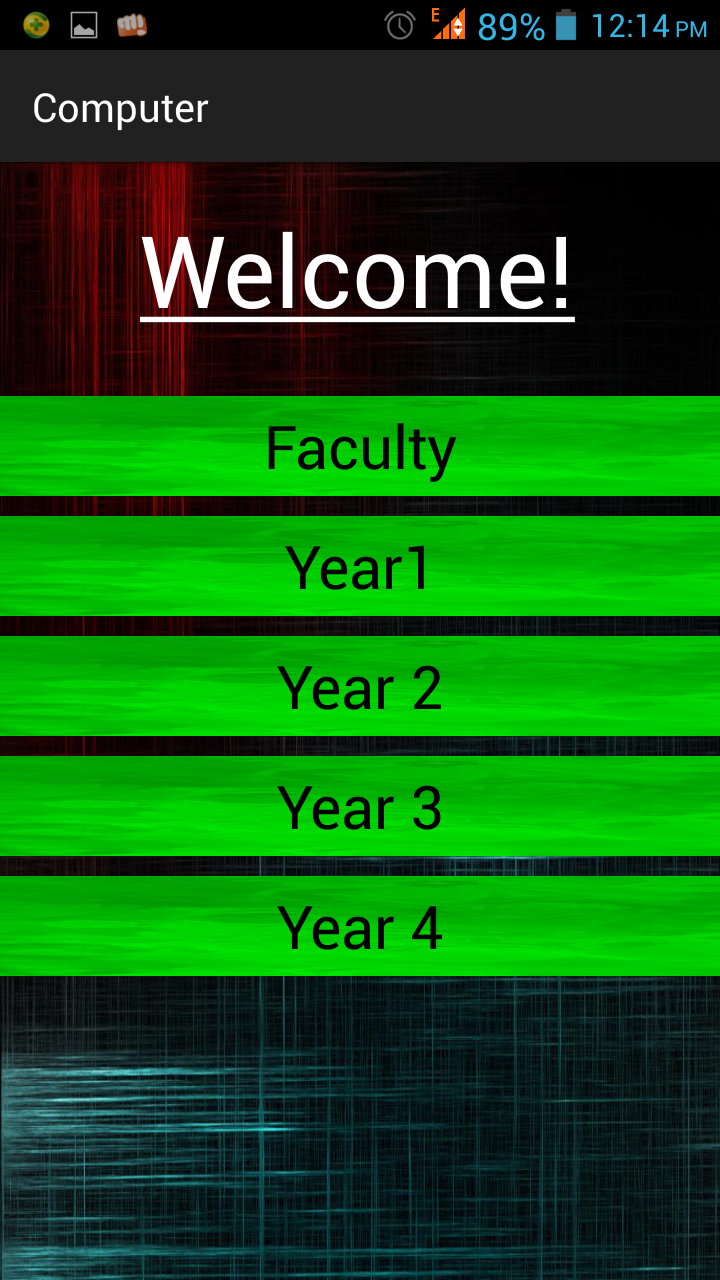 E 89% 12:14 PM
Computer
Welcome!
Faculty
Year1
Year 2
Year 3
Year 4